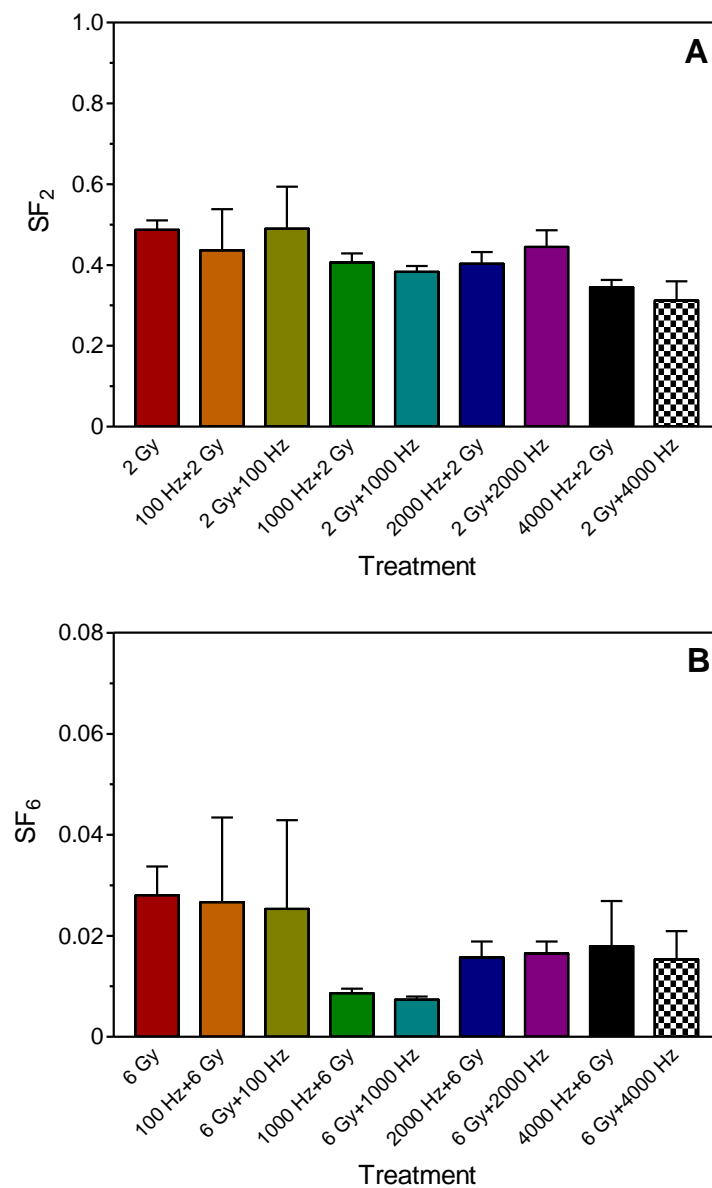 A
1.0
0.8
0.6
0.4
0.2
0
SF₂
2 Gy
100 Hz+2 Gy
2 Gy+100 Hz
1000 Hz+2 Gy
2 Gy+1000 Hz
2000 Hz+2 Gy
2 Gy+2000 Hz
4000 Hz+2 Gy
2 Gy+4000 Hz
Treatment
B
0.08
0.06
0.04
0.02
0
SF₆
6 Gy
100 Hz+6 Gy
6 Gy+100 Hz
1000 Hz+6 Gy
6 Gy+1000 Hz
2000 Hz+6 Gy
6 Gy+2000 Hz
4000 Hz+6 Gy
6 Gy+4000 Hz
Treatment